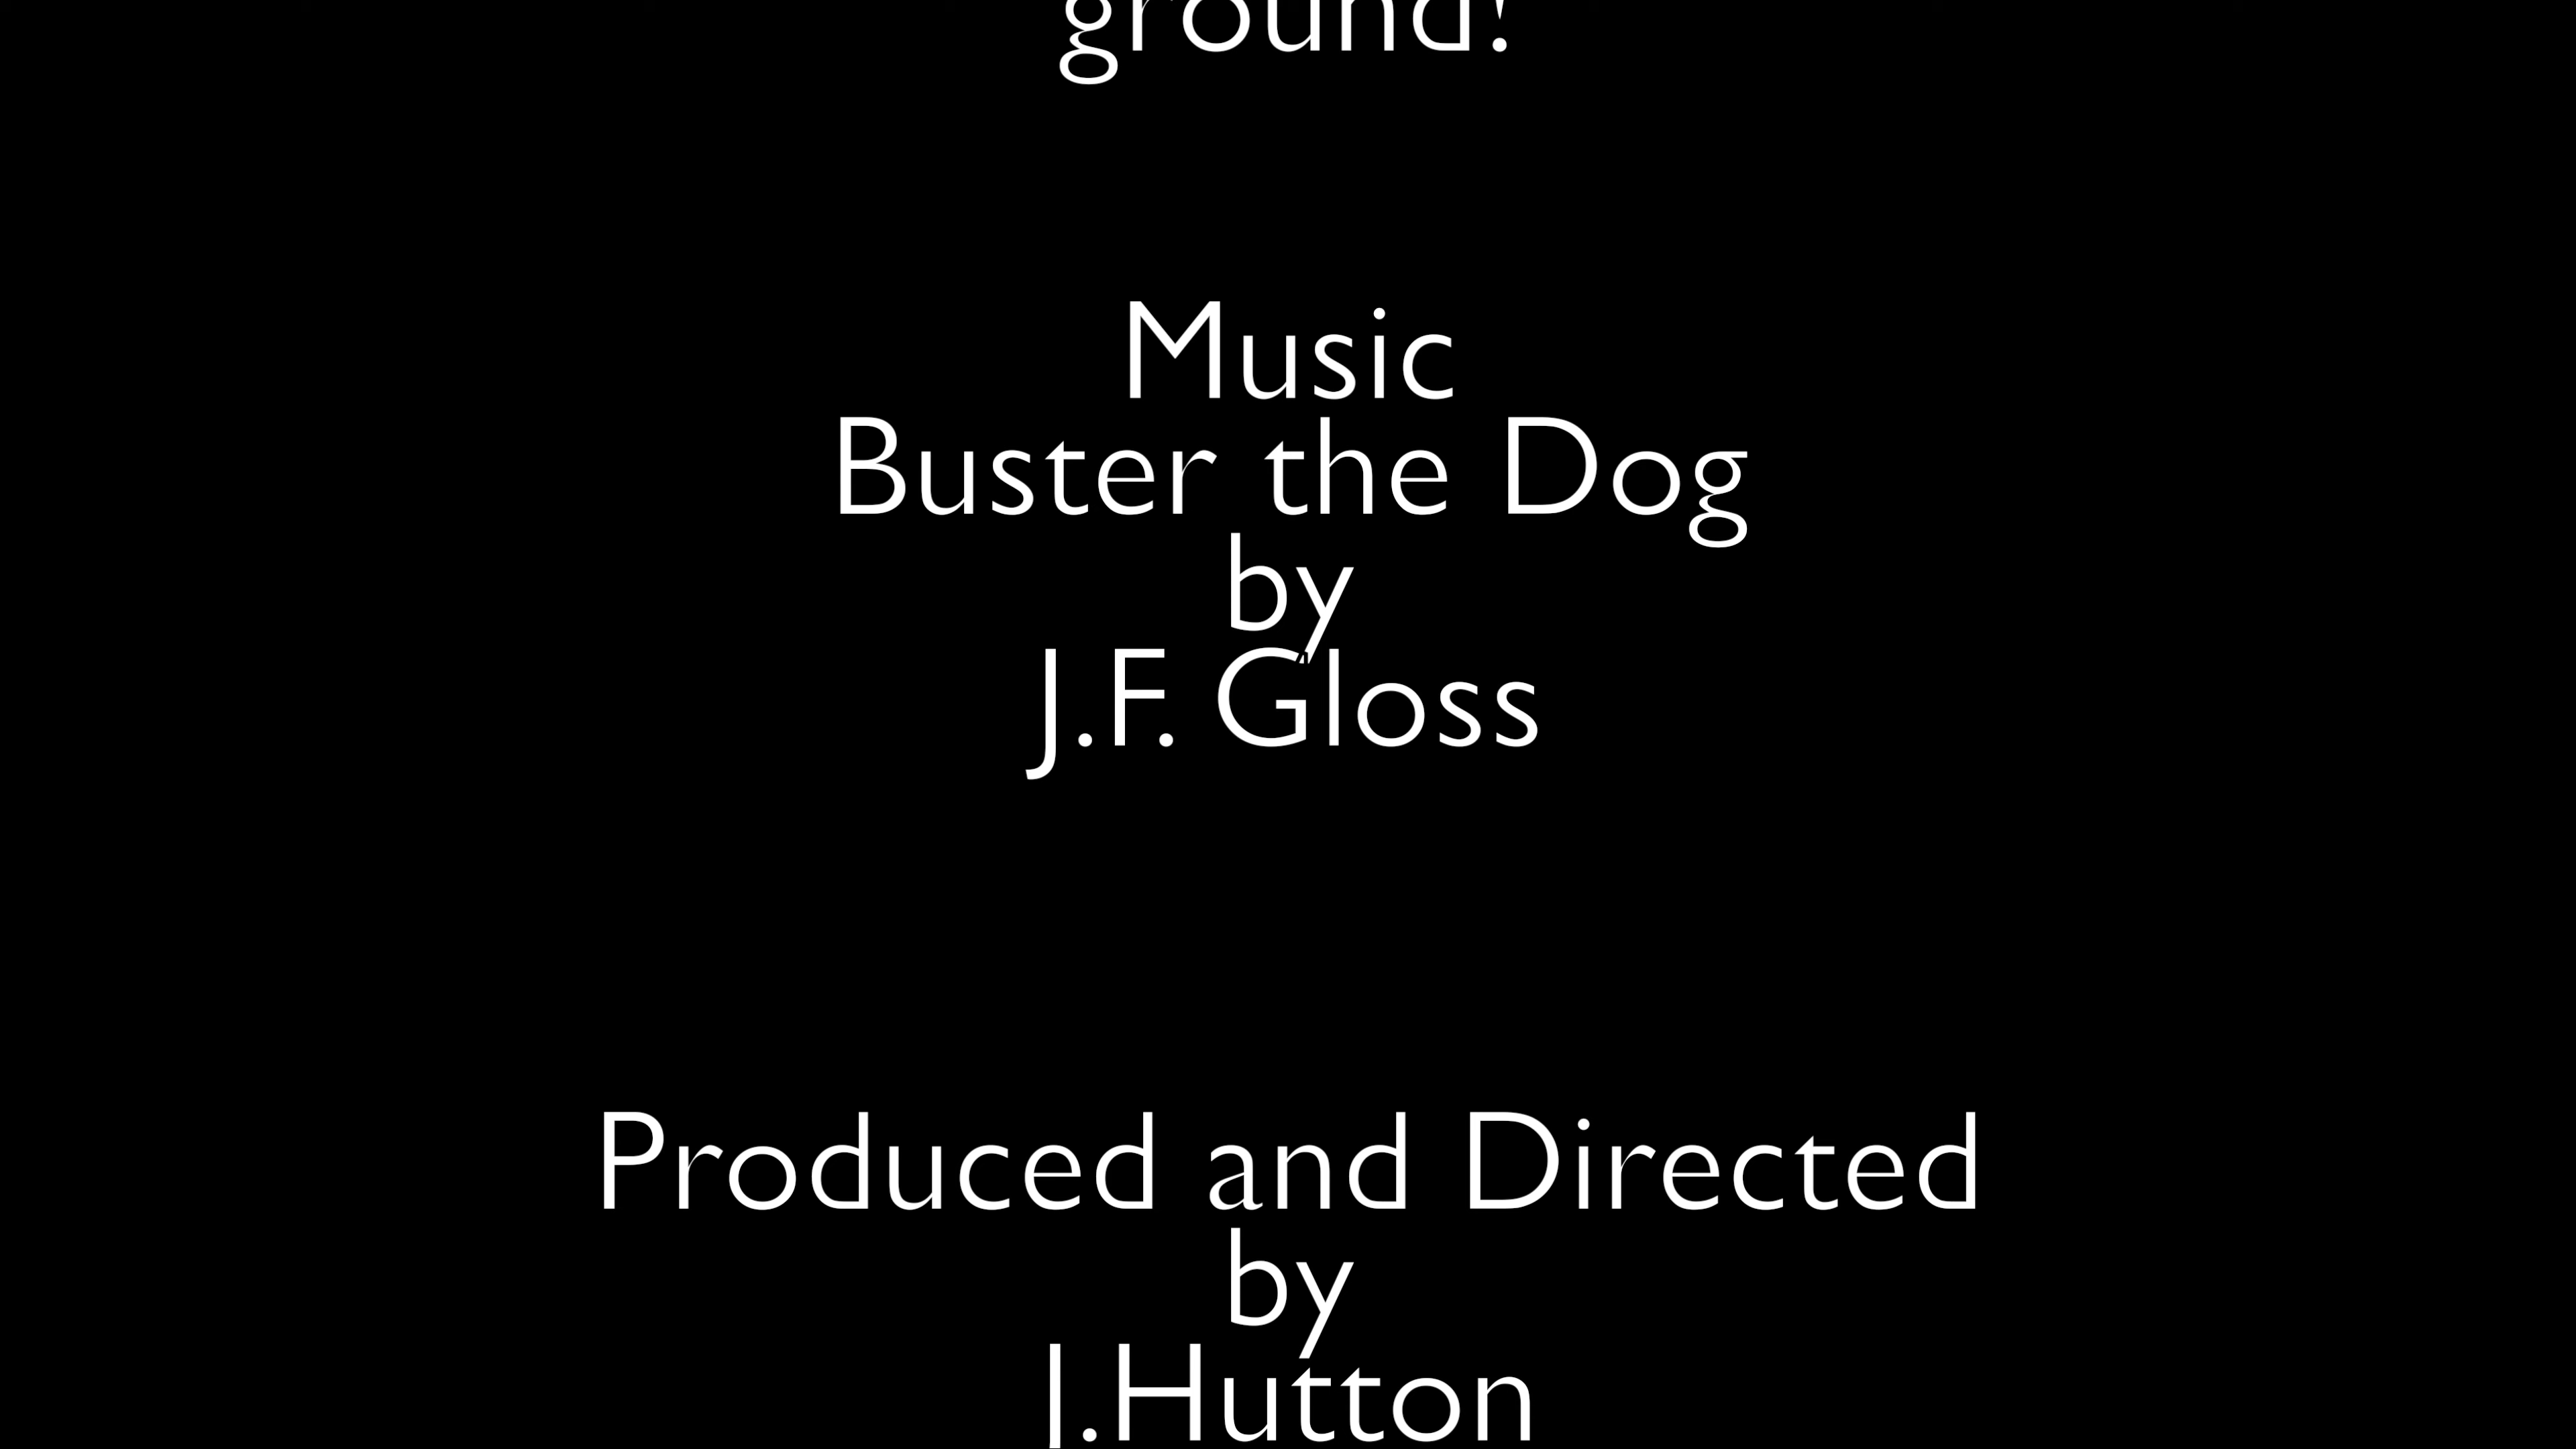 ground!
Music
Buster the Dog
by
J.F. Gloss
Produced and Directed
by
J.Hutton